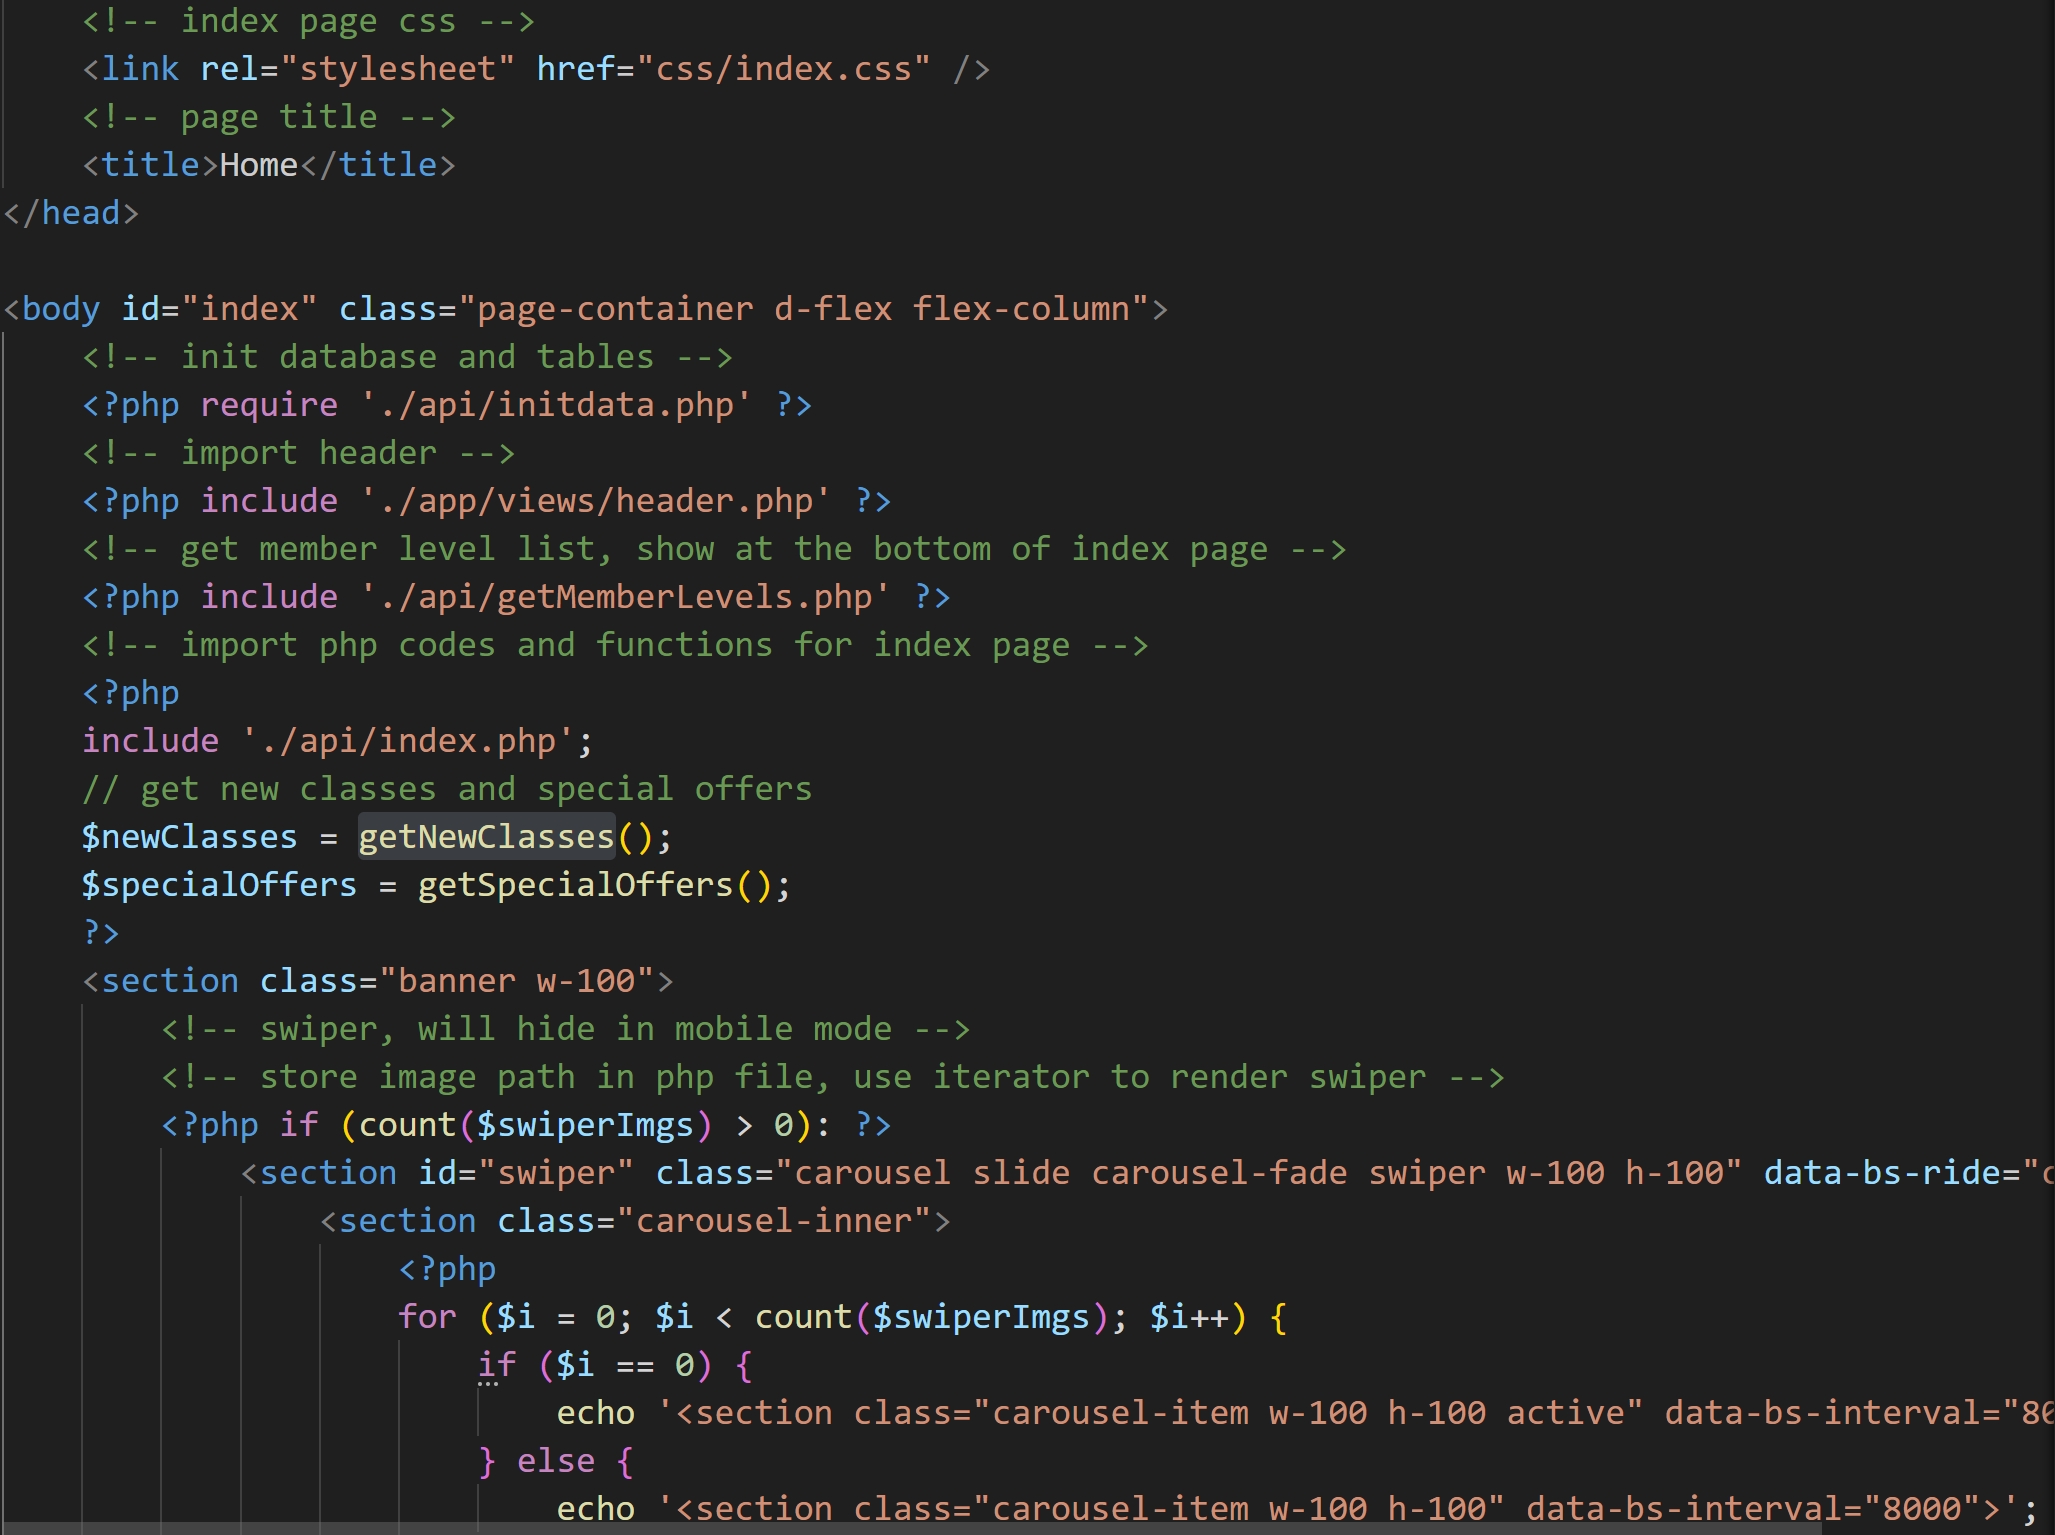 <!-- index page css -->
<link rel="stylesheet" href="css/index.css" />
<!-- page title -->
<title>Home</title>
</head>
<body id="index" class="page-container d-flex flex-column">
<!-- init database and tables -->
<?php require './api/initdata.php' ?>
<!-- import header -->
<?php include './app/views/header.php' ?>
<!-- get member level list, show at the bottom of index page -->
<?php include './api/getMemberLevels.php' ?>
<!-- import php codes and functions for index page -->
<?php
include './api/index.php';
// get new classes and special offers
$newClasses = getNewClasses();
$specialOffers = getSpecialOffers();
?>
<section class="banner w-100">
<!-- swiper, will hide in mobile mode -->
<!-- store image path in php file, use iterator to render swiper -->
<?php if (count($swiperImgs) > 0): ?>
<section id="swiper" class="carousel slide carousel-fade swiper w-100 h-100" data-bs-ride="c
<section class="carousel-inner">
<?php
for ($i = 0; $i < count($swiperImgs); $i++) {
if ($i == 0) {
echo '<section class="carousel-item w-100 h-100 active" data-bs-interval="80
} else {
echo '<section class="carousel-item w-100 h-100" data-bs-interval="8000">';